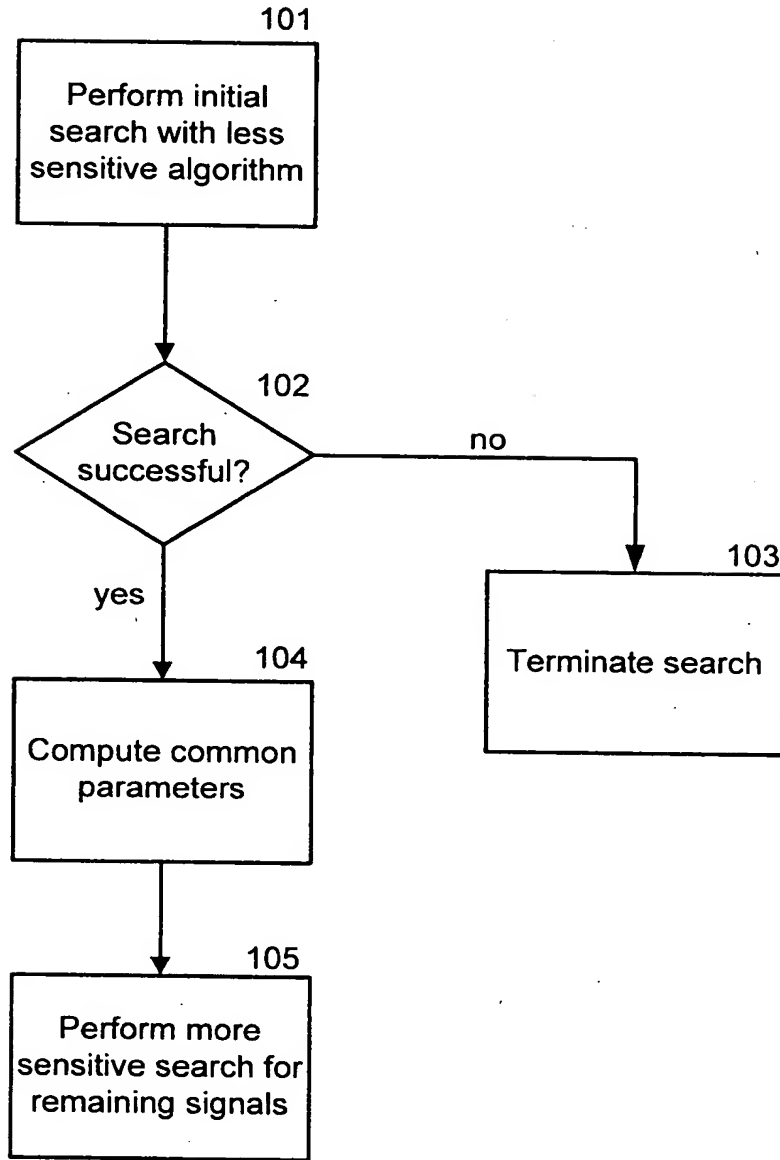 101
Perform initial
search with less
sensitive algorithm
102
Search
successful?
no
yes
103
Terminate search
104
Compute common
parameters
105
Perform more
sensitive search for
remaining signals